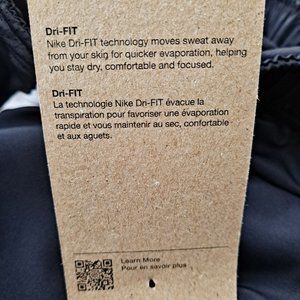 Dri-FIT
Nike Dri-FIT technology moves sweat away
from your skin for quicker evaporation, helping
you stay dry, comfortable and focused.
Dri-FIT
La technologie Nike Dri-FIT évacue la
transpiration pour favoriser une évaporation
rapide et vous maintenir au sec, confortable
et aux aguets.
Learn More
Pour en savoir plus